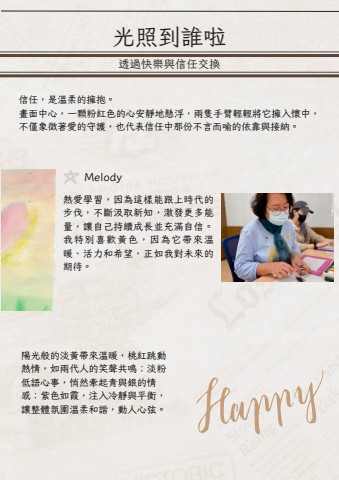 光照到誰啦
透過快樂與信任交換
信任，是溫柔的擁抱。
畫面中心，一顆粉紅色的心安靜地懸浮，兩隻手臂輕輕將它擁入懷中，
不僅象徵著愛的守護，也代表信任中那份不言而喻的依靠與接納。
Melody
熱愛學習，因為這樣能跟上時代的
步伐，不斷汲取新知，激發更多能
量，讓自己持續成長並充滿自信。
我特別喜歡黃色，因為它帶來溫
暖、活力和希望，正如我對未來的
期待。
陽光般的淡黃帶來溫暖，桃紅跳動
熱情，如兩代人的笑聲共鳴；淡粉
低語心事，悄然牽起青與銀的情
感；紫色如霞，注入冷靜與平衡，
讓整體氛圍溫柔和諧，動人心弦。
Happy